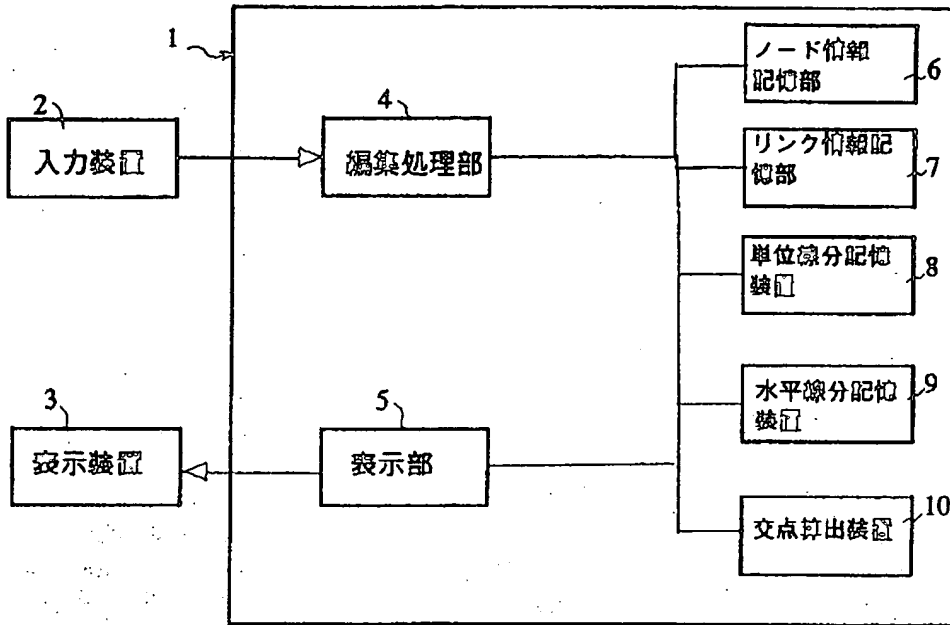 1
2
入力装置
4
編集処理部
ノード情報
記憶部
6
リンク情報記
憶部
7
単位線分記憶
装置
8
水平線分記憶
装置
9
3
表示装置
5
表示部
交点算出装置
10